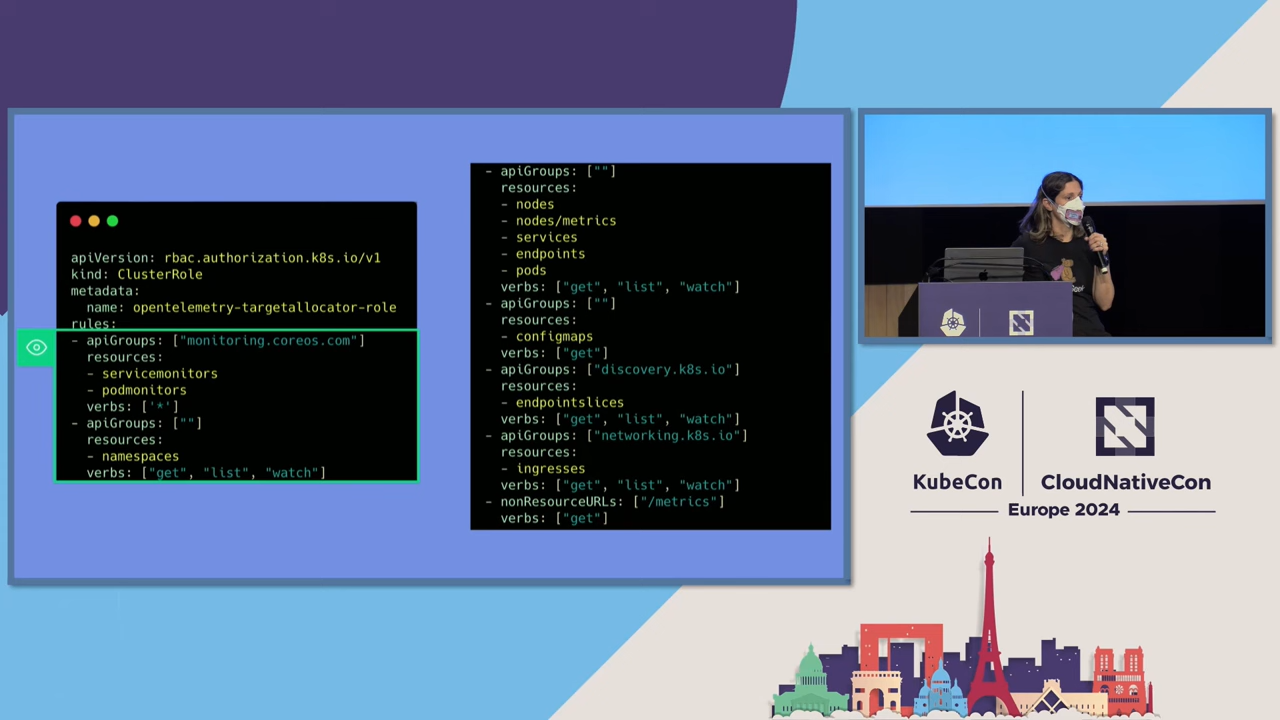 apiVersion: rbac.authorization.k8s.io/v1
kind: ClusterRole
metadata:
  name: opentelemetry-targetallocator-role
rules:
- apiGroups: ["monitoring.coreos.com"]
  resources:
  - servicemonitors
  - podmonitors
  verbs: ['*']
- apiGroups: [""]
  resources:
  - namespaces
  verbs: ["get", "list", "watch"]
- apiGroups: [""]
  resources:
  - nodes
  - nodes/metrics
  - services
  - endpoints
  - pods
  verbs: ["get", "list", "watch"]
- apiGroups: [""]
  resources:
  - configmaps
  verbs: ["get"]
- apiGroups: ["discovery.k8s.io"]
  resources:
  - endpointslices
  verbs: ["get", "list", "watch"]
- apiGroups: ["networking.k8s.io"]
  resources:
  - ingresses
  verbs: ["get", "list", "watch"]
- nonResourceURLs: ["/metrics"]
  verbs: ["get"]
KubeCon
CloudNativeCon
Europe 2024